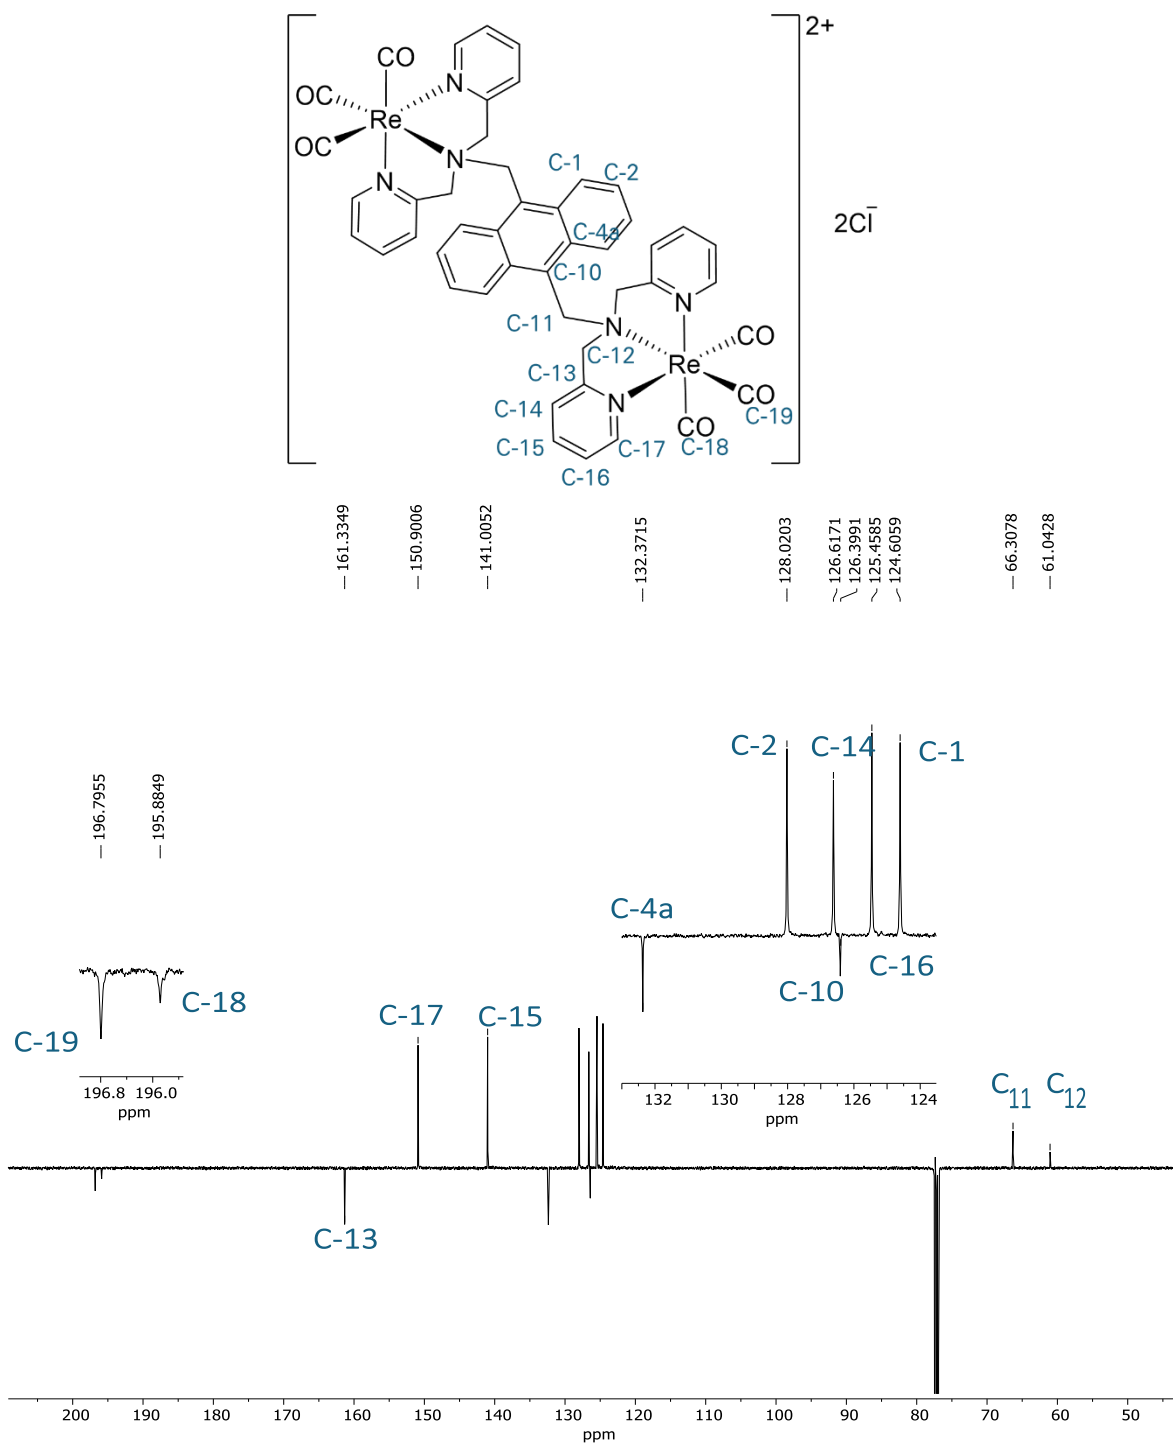 2+
CO
OC
N
Re
OC
N
N
C-1
C-2
C-4a
2Cl‾
C-10
N
C-11
N
CO
C-12
Re
C-13
N
CO
C-14
C-19
CO
C-15
C-17
C-18
C-16
161.3349
150.9006
141.0052
132.3715
128.0203
126.6171
126.3991
125.4585
124.6059
66.3078
61.0428
C-2
C-14
C-1
196.7955
195.8849
C-4a
C-16
C-10
C-18
C-19
C-17
C-15
196.8 196.0
ppm
132 130 128 126 124
ppm
C11
C12
C-13
200 190 180 170 160 150 140 130 120 110 100 90 80 70 60 50
ppm